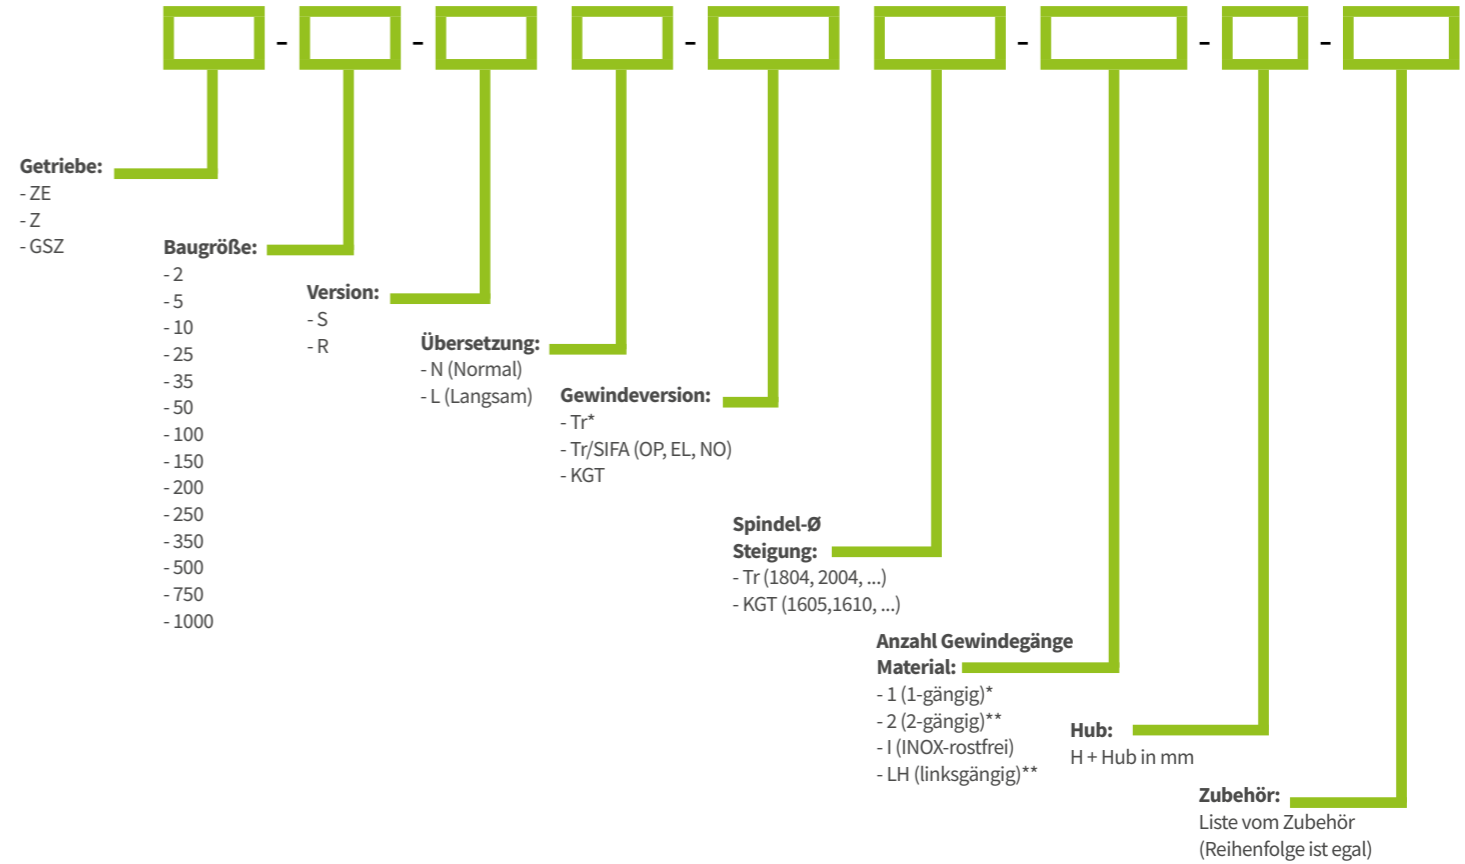 - - - - - -
Getriebe:
- ZE
- Z
- GSZ
Baugröße:
- 2
- 5
- 10
- 25
- 35
- 50
- 100
- 150
- 200
- 250
- 350
- 500
- 750
- 1000
Version:
- S
- R
Übersetzung:
- N (Normal)
- L (Langsam)
Gewindeversion:
- Tr*
- Tr/SIFA (OP, EL, NO)
- KGT
Spindel-Ø
Steigung:
- Tr (1804, 2004, ...)
- KGT (1605,1610, ...)
Anzahl Gewindegänge
Material:
- 1 (1-gängig)*
- 2 (2-gängig)**
- I (INOX-rostfrei)
- LH (linksgängig)**
Hub:
H + Hub in mm
Zubehör:
Liste vom Zubehör
(Reihenfolge ist egal)